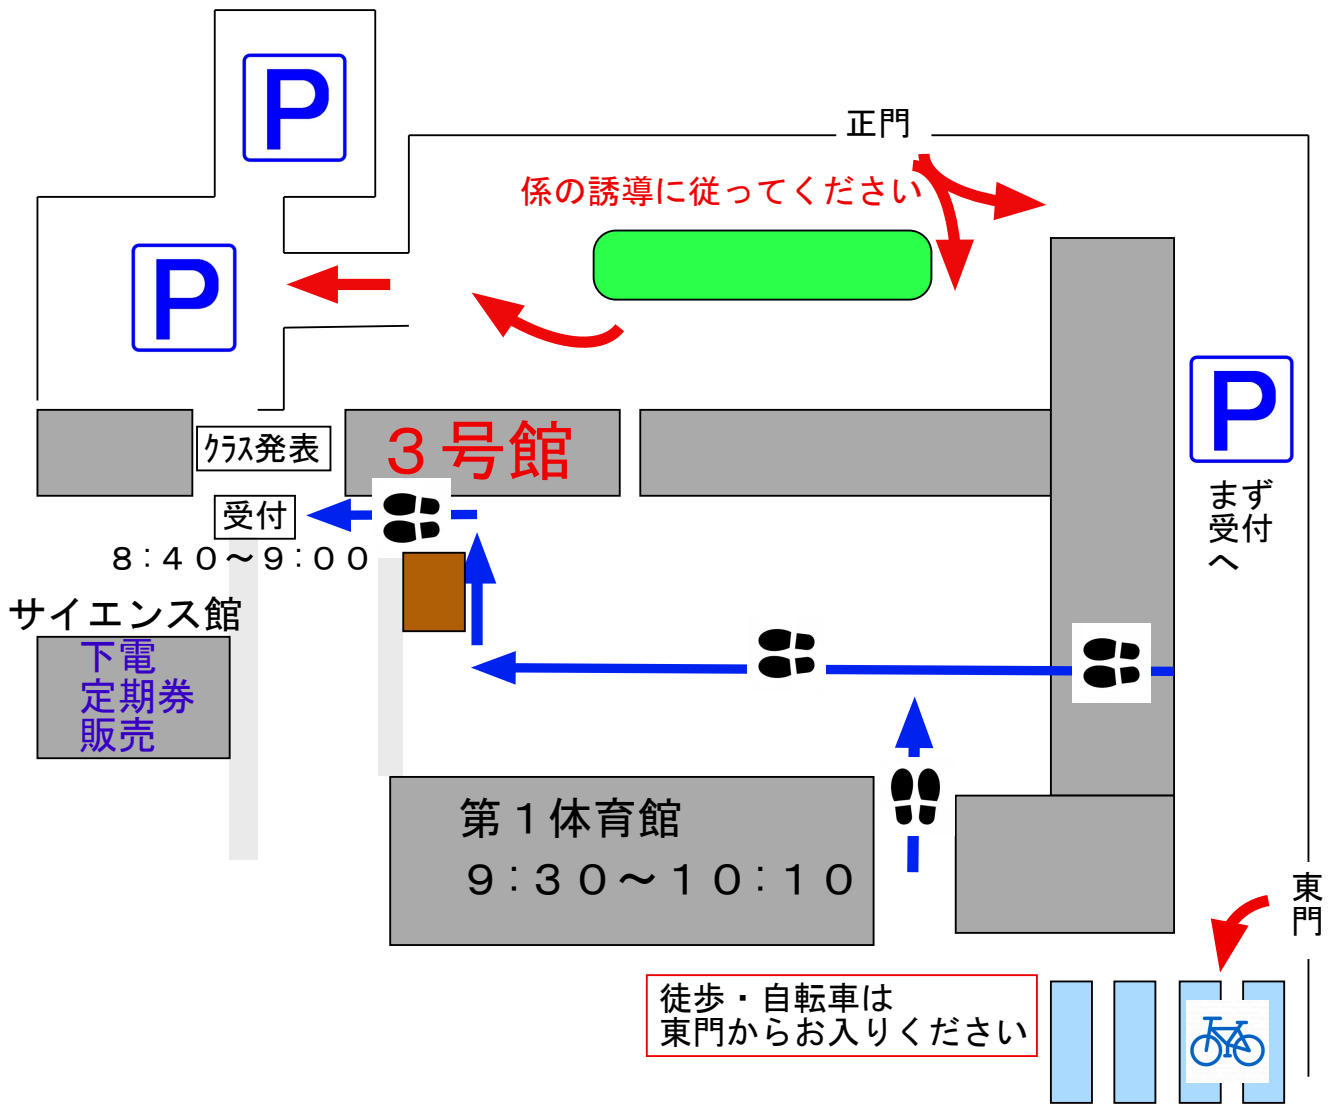 P
正門
係の誘導に従ってください
P
P
まず
受付
へ
クラス発表
3号館
受付
8:40～9:00
サイエンス館
下電
定期券
販売
第1体育館
9:30～10:10
東門
徒歩・自転車は
東門からお入りください